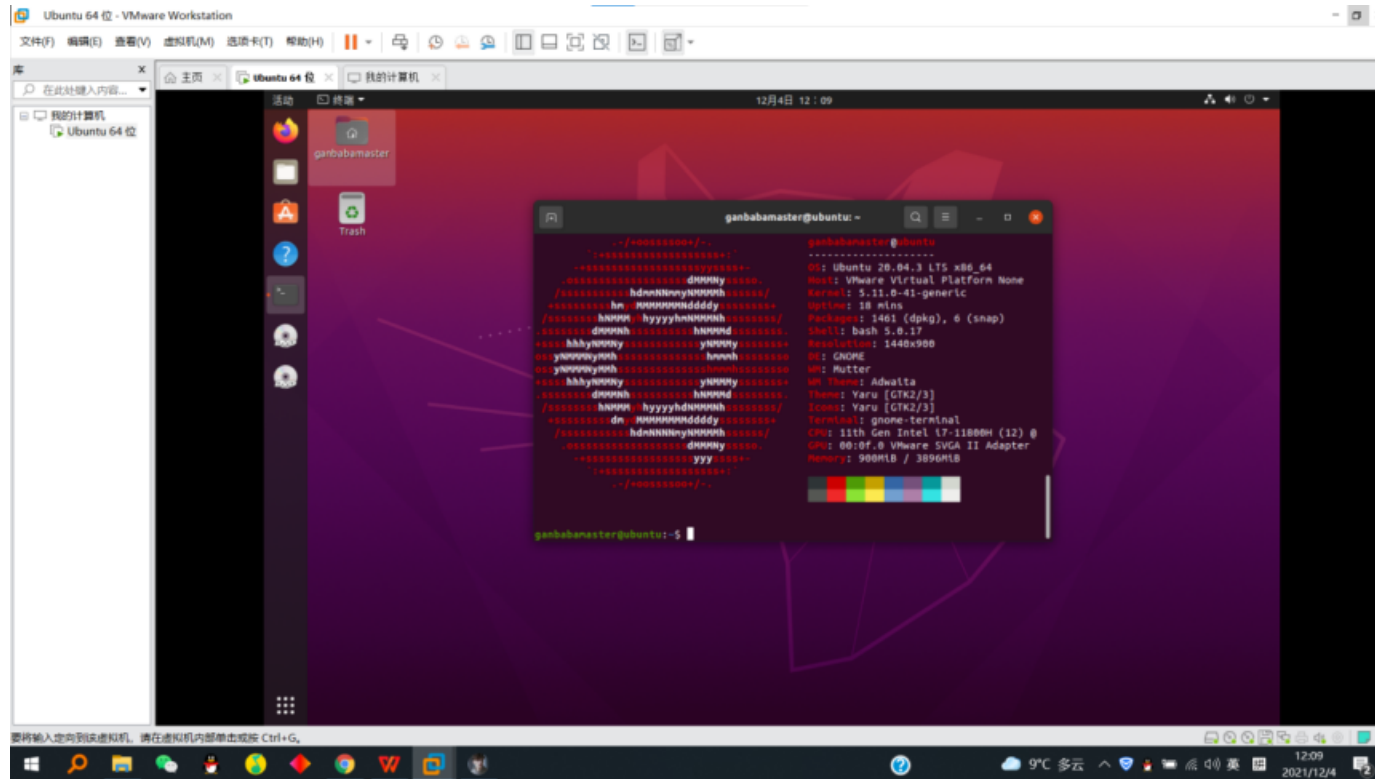 Ubuntu 64 位 - VMware Workstation
文件(F) 编辑(E) 查看(V) 虚拟机(M) 选项卡(T) 帮助(H)
库
在此处键入内容...
主页
Ubuntu 64 位
我的计算机
我的计算机
Ubuntu 64 位
活动
终端
12月4日 12：09
ganbabamaster
Trash
ganbabamaster@ubuntu: ~
ganbabamaster@ubuntu
-------------------
OS: Ubuntu 20.04.3 LTS x86_64
Host: VMware Virtual Platform None
Kernel: 5.11.0-41-generic
Uptime: 18 mins
Packages: 1461 (dpkg), 6 (snap)
Shell: bash 5.0.17
Resolution: 1440x900
DE: GNOME
WM: Mutter
WM Theme: Adwaita
Theme: Yaru [GTK2/3]
Icons: Yaru [GTK2/3]
Terminal: gnome-terminal
CPU: 11th Gen Intel i7-11800H (12) @
GPU: 00:0f.0 VMware SVGA II Adapter
Memory: 900MiB / 3896MiB
ganbabamaster@ubuntu:~$
要将输入定向到该虚拟机，请在虚拟机内部单击或按 Ctrl+G。
9°C 多云
英
12:09
2021/12/4